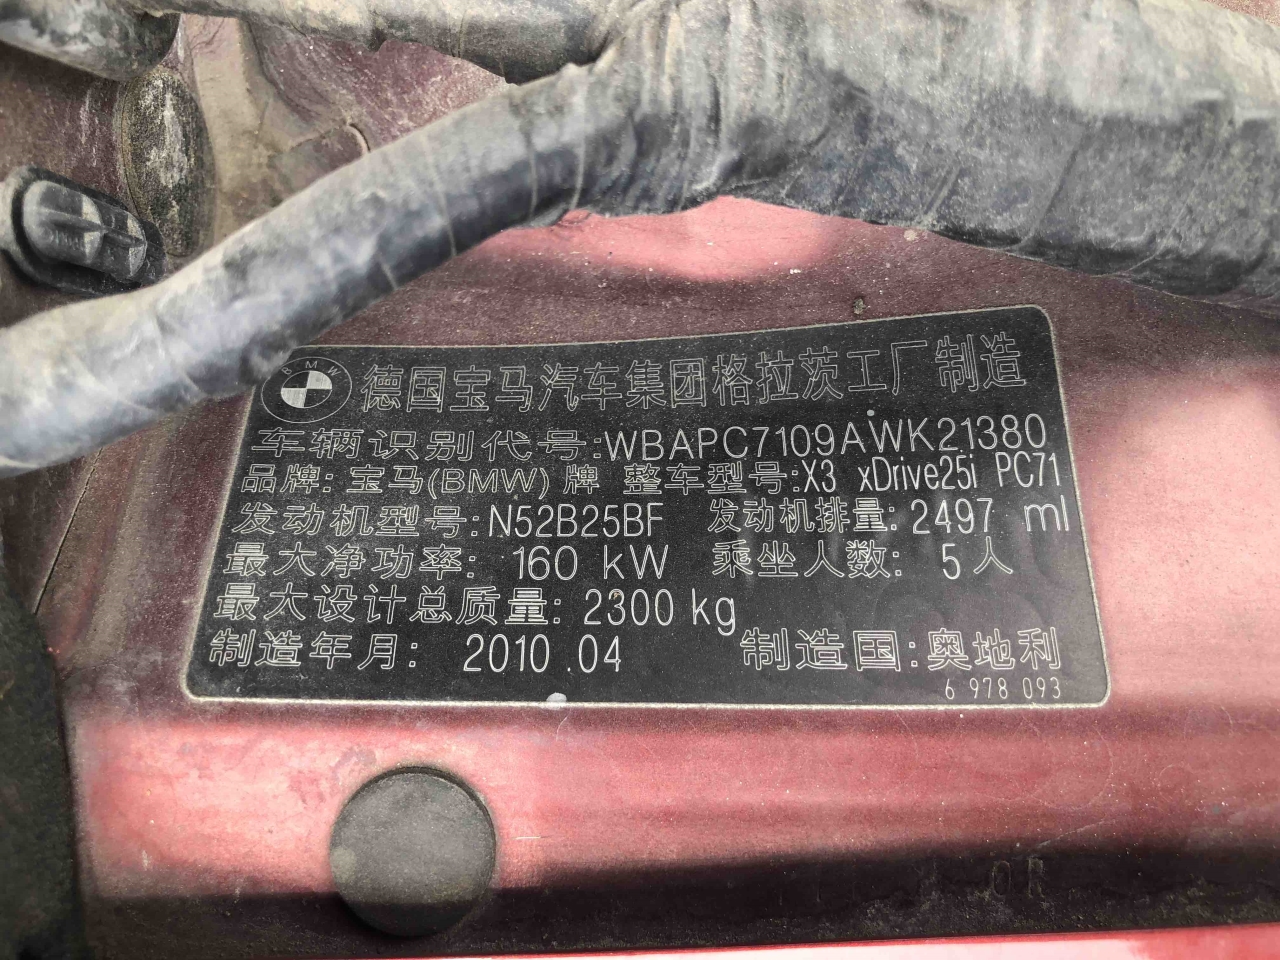 BMW
德国宝马汽车集团格拉茨工厂制造
车辆识别代号:WBAPC7109AWK21380
品牌: 宝马(BMW) 牌 整车型号:X3 xDrive25i PC71
发动机型号:N52B25BF 发动机排量: 2497 ml
最大净功率: 160 kW 乘坐人数: 5人
最大设计总质量: 2300 kg
制造年月: 2010 .04 制造国:奥地利
6 978 093